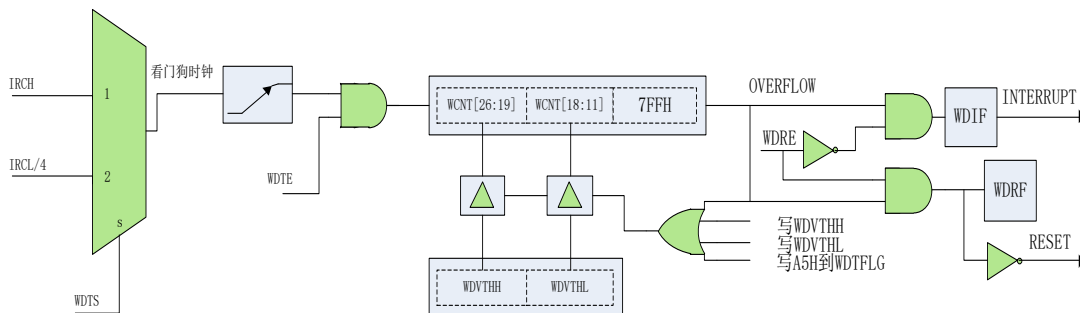 IRCH
1
IRCL/4
2
s
WDTS
看门狗时钟
WDTE
WCNT[26:19]
WCNT[18:11]
7FFH
WDVTHH
WDVTHL
OVERFLOW
WDRE
写WDVTHH
写WDVTHL
写A5H到WDTFLG
WDIF
INTERRUPT
WDRF
RESET